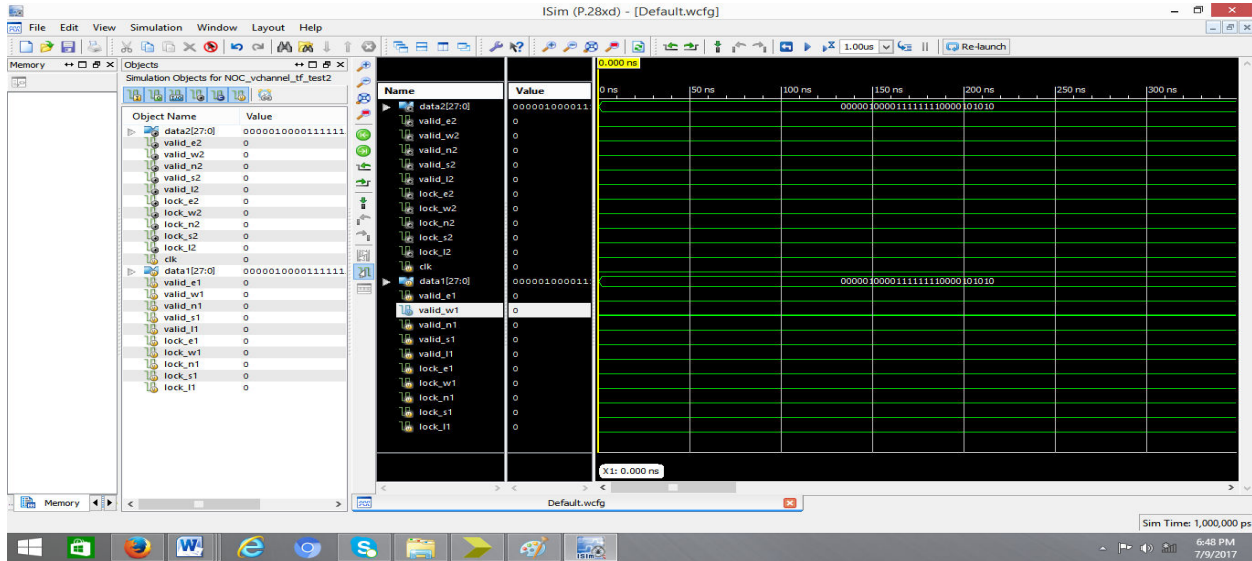 ISim (P.28xd) - [Default.wcfg]
File Edit View Simulation Window Layout Help
1.00us Re-launch
Memory
Objects
Simulation Objects for NOC_vchannel_tf_test2
Object Name Value
data2[27:0] 0000010000111111
valid_e2 0
valid_w2 0
valid_n2 0
valid_s2 0
valid_l2 0
lock_e2 0
lock_w2 0
lock_n2 0
lock_s2 0
lock_l2 0
clk 0
data1[27:0] 0000010000111111
valid_e1 0
valid_w1 0
valid_n1 0
valid_s1 0
valid_l1 0
lock_e1 0
lock_w1 0
lock_n1 0
lock_s1 0
lock_l1 0
0.000 ns
Name Value 0 ns 50 ns 100 ns 150 ns 200 ns 250 ns 300 ns
data2[27:0] 000001000011 0000010000111111110000101010
valid_e2 0
valid_w2 0
valid_n2 0
valid_s2 0
valid_l2 0
lock_e2 0
lock_w2 0
lock_n2 0
lock_s2 0
lock_l2 0
clk 0
data1[27:0] 000001000011 0000010000111111110000101010
valid_e1 0
valid_w1 0
valid_n1 0
valid_s1 0
valid_l1 0
lock_e1 0
lock_w1 0
lock_n1 0
lock_s1 0
lock_l1 0
X1: 0.000 ns
Memory
Default.wcfg
Sim Time: 1,000,000 ps
6:48 PM
7/9/2017